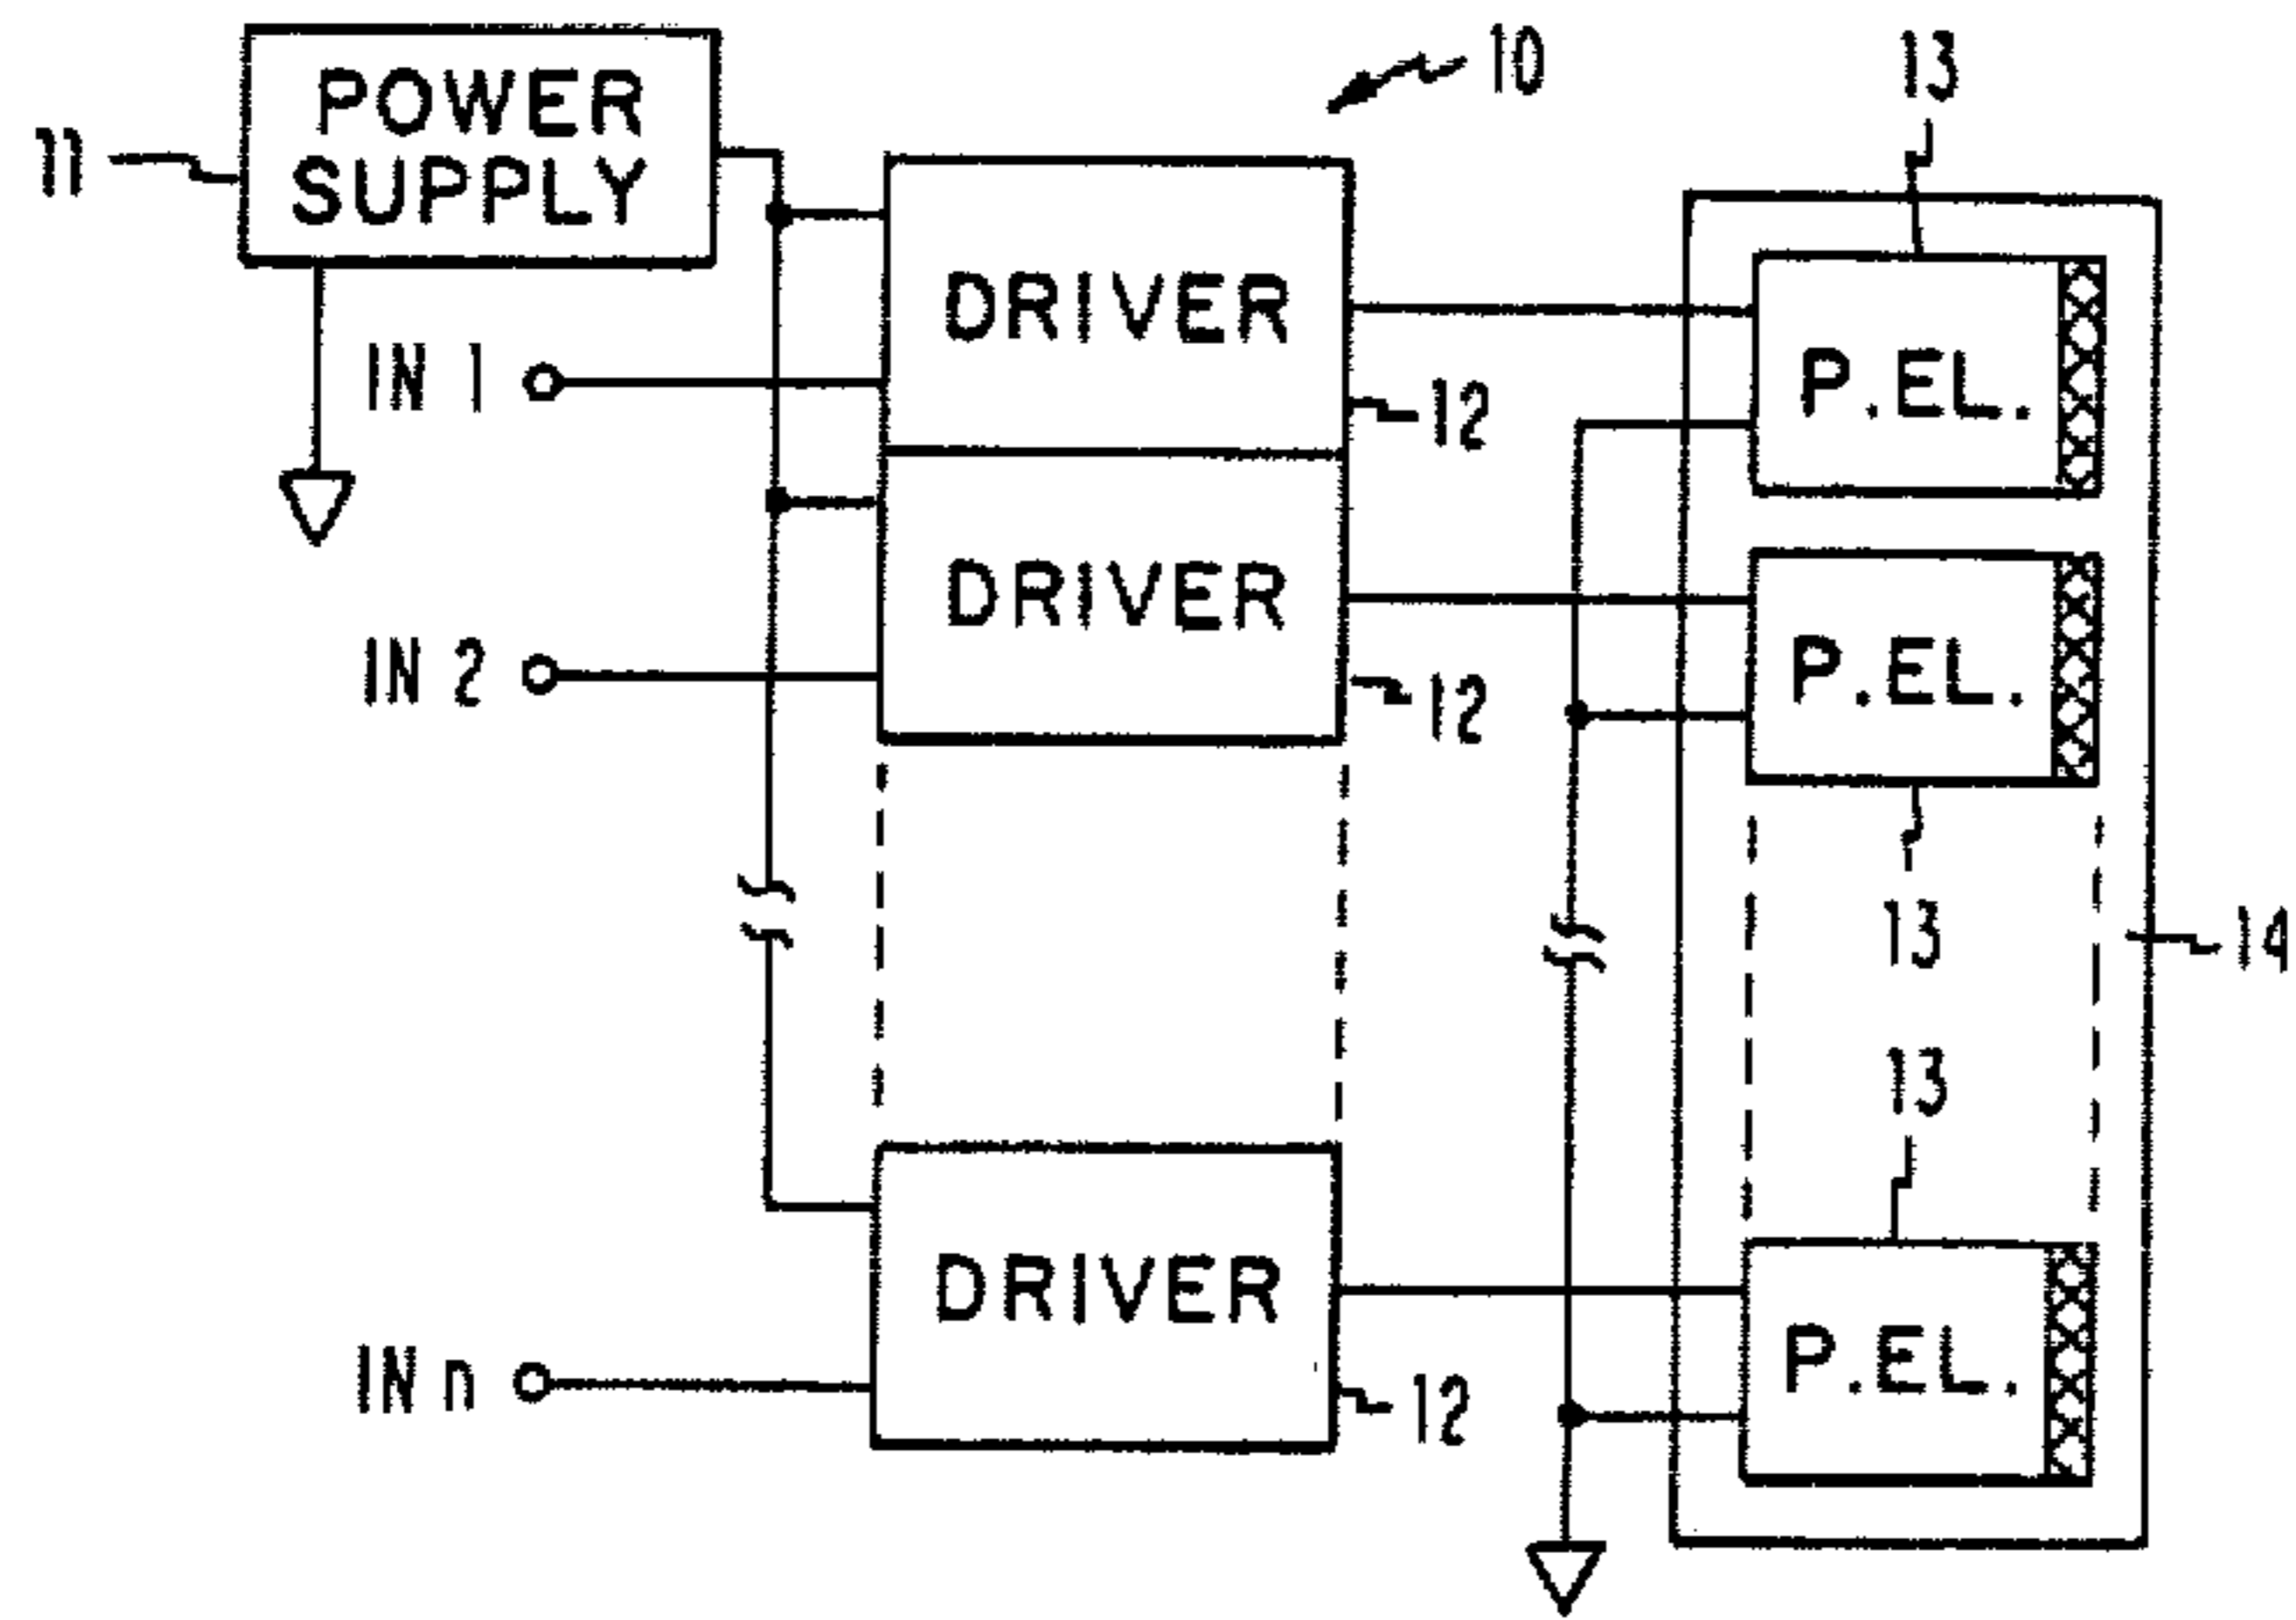 10
13
POWER
SUPPLY
11
DRIVER
IN 1
P.EL.
12
DRIVER
IN 2
P.EL.
12
13
14
13
DRIVER
IN n
P.EL.
12